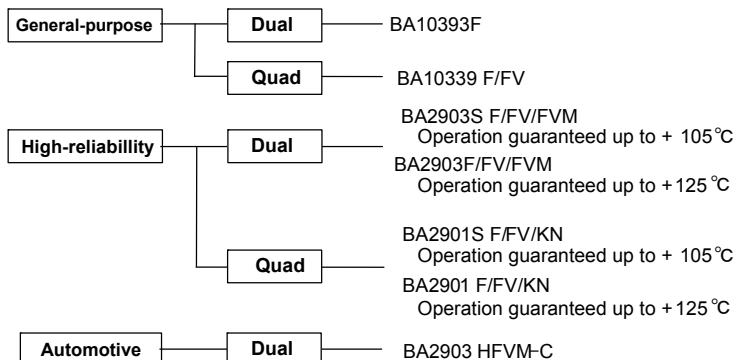 General-purpose Dual BA10393F
Quad BA10339 F/FV
BA2903S F/FV/FVM
Operation guaranteed up to + 105°C
High-reliabillity Dual
BA2903F/FV/FVM
Operation guaranteed up to +125°C
BA2901S F/FV/KN
Operation guaranteed up to + 105°C
Quad
BA2901 F/FV/KN
Operation guaranteed up to +125°C
Automotive Dual BA2903 HFVM-C